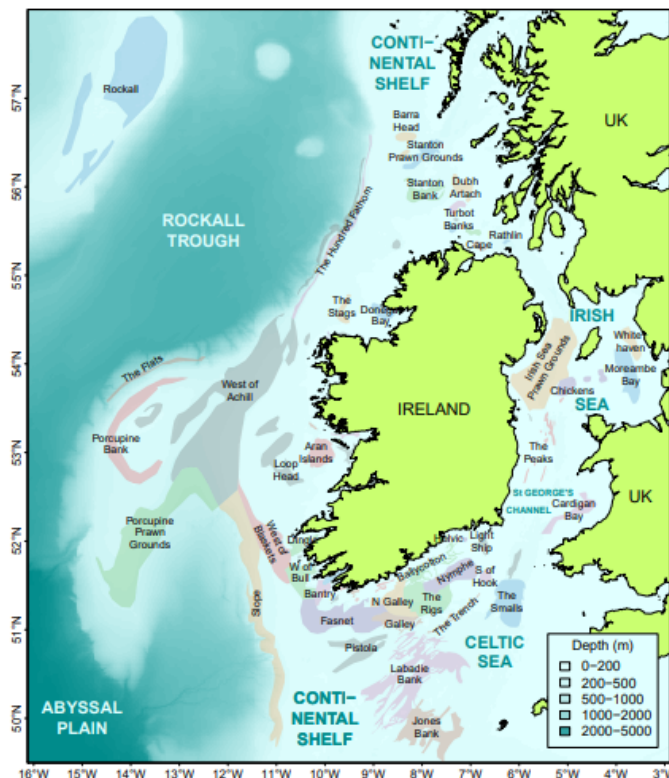 CONTI-
NENTAL
SHELF
57°N
Rockall
UK
Barra
Head
Stanton
Prawn Grounds
56°N
Stanton
Bank
Dubh
Artach
Turbot
Banks
Rathlin
Cape
ROCKALL
TROUGH
The Hundred Fathom
55°N
The
Stags
Donegal
Bay
IRISH
White-
haven
54°N
The Flats
West of
Achill
Irish Sea
Prawn Grounds
Moreambe
Bay
Chickens
SEA
IRELAND
Porcupine
Bank
53°N
Aran
Islands
Loop
Head
The
Peaks
St GEORGE'S
CHANNEL
Cardigan
Bay
UK
Porcupine
Prawn
Grounds
52°N
West of
Blaskets
Dingle
Helvic
Light
Ship
W of
Bull
Ballycotton
Nymphe
S of
Hook
Bantry
Slope
N Galley
The
Rigs
The Trench
The
Smalls
51°N
Fasnet
Galley
Pistola
CELTIC
SEA
Labadie
Bank
ABYSSAL
PLAIN
CONTI-
NENTAL
SHELF
Jones
Bank
50°N
Depth (m)
0-200
200-500
500-1000
1000-2000
2000-5000
16°W 15°W 14°W 13°W 12°W 11°W 10°W 9°W 8°W 7°W 6°W 5°W 4°W